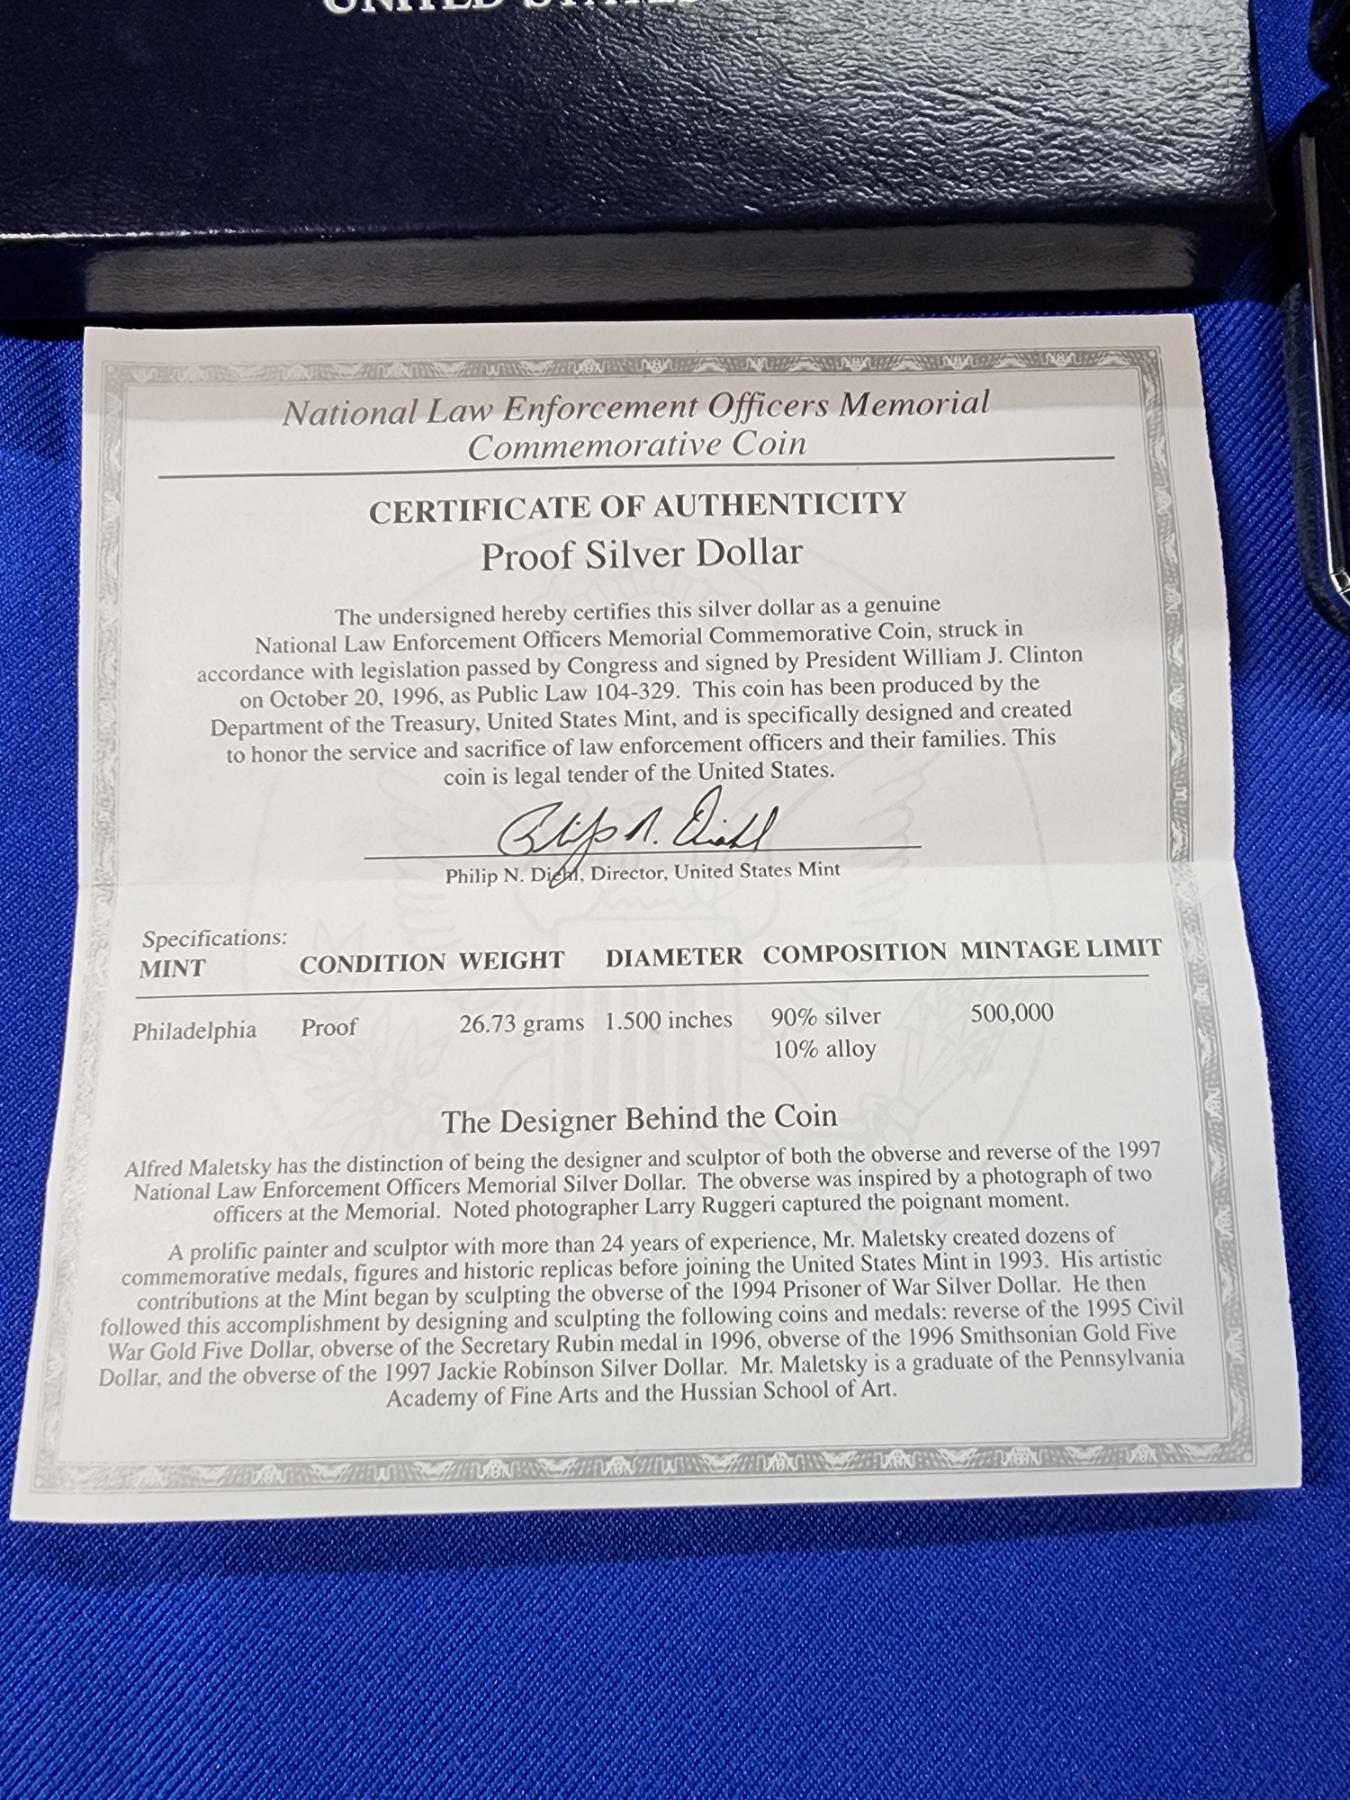 UNITED
National Law Enforcement Officers Memorial
Commemorative Coin
CERTIFICATE OF AUTHENTICITY
Proof Silver Dollar
The undersigned hereby certifies this silver dollar as a genuine
National Law Enforcement Officers Memorial Commemorative Coin, struck in
accordance with legislation passed by Congress and signed by President William J. Clinton
on October 20, 1996, as Public Law 104-329. This coin has been produced by the
Department of the Treasury, United States Mint, and is specifically designed and created
to honor the service and sacrifice of law enforcement officers and their families. This
coin is legal tender of the United States.
Philip N. Diehl
Philip N. Diehl, Director, United States Mint
Specifications:
MINT CONDITION WEIGHT DIAMETER COMPOSITION MINTAGE LIMIT
Philadelphia Proof 26.73 grams 1.500 inches 90% silver 500,000
10% alloy
The Designer Behind the Coin
Alfred Maletsky has the distinction of being the designer and sculptor of both the obverse and reverse of the 1997
National Law Enforcement Officers Memorial Silver Dollar. The obverse was inspired by a photograph of two
officers at the Memorial. Noted photographer Larry Ruggeri captured the poignant moment.
A prolific painter and sculptor with more than 24 years of experience, Mr. Maletsky created dozens of
commemorative medals, figures and historic replicas before joining the United States Mint in 1993. His artistic
contributions at the Mint began by sculpting the obverse of the 1994 Prisoner of War Silver Dollar. He then
followed this accomplishment by designing and sculpting the following coins and medals: reverse of the 1995 Civil
War Gold Five Dollar, obverse of the Secretary Rubin medal in 1996, obverse of the 1996 Smithsonian Gold Five
Dollar, and the obverse of the 1997 Jackie Robinson Silver Dollar. Mr. Maletsky is a graduate of the Pennsylvania
Academy of Fine Arts and the Hussian School of Art.